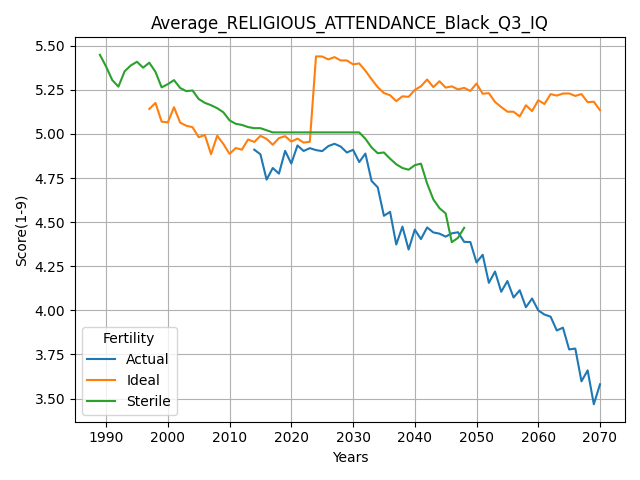 Average_RELIGIOUS_ATTENDANCE_Black_Q3_IQ
Score(1-9)
5.50
5.25
5.00
4.75
4.50
4.25
4.00
3.75
3.50
Fertility
Actual
Ideal
Sterile
1990 2000 2010 2020 2030 2040 2050 2060 2070
Years